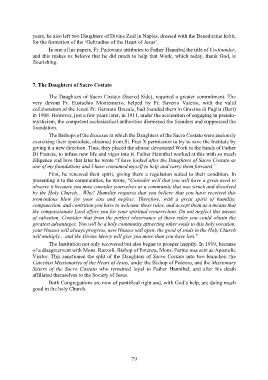 years, he also left two Daughters of Divine Zeal in Naples, dressed with the Benedictine habit,
for the formation of the 'Geltrudine of the Heart of Jesus'.
In one of his papers, Fr. Piedovane attributes to Father Hannibal the title of Co-founder,
and this makes us believe that he did much to help that Work, which today, thank God, is
flourishing.
7. The Daughters of Sacro Costato
The Daughters of Sacro Costato (Sacred Side), required a greater commitment. The
very devout Fr. Eustachio Montemurro, helped by Fr. Saverio Valerio, with the valid
collaboration of the Jesuit Fr. Gennaro Bracale, had founded them in Gravina di Puglia (Bari)
in 1908. However, just a few years later, in 1911, under the accusation of engaging in pseudo-
mysticism, the competent ecclesiastical authorities dismissed the founders and suppressed the
foundation.
The Bishops of the dioceses in which the Daughters of the Sacro Costato were zealously
exercising their apostolate, obtained from St. Pius X permission to try to save the Institute by
giving it a new direction. Thus, they placed the almost devastated Work in the hands of Father
Di Francia, to infuse new life and vigor into it. Father Hannibal worked at this with so much
diligence and love that later he wrote "I have looked after the Daughters of Sacro Costato as
one of my foundations and I have consumed myself to help and carry them forward."
First, he renewed their spirit, giving them a regulation suited to their condition. In
presenting it to the communities, he wrote, "Consider well that you will have a great need to
observe it because you must consider yourselves as a community that was struck and dissolved
by the Holy Church... Why! Humility requires that you believe that you have received this
tremendous blow for your sins and neglect. Therefore, with a great spirit of humility,
compunction, and contrition you have to welcome these rules, and accept them as a means that
the compassionate Lord offers you for your spiritual resurrection. Do not neglect this means
of salvation. Consider that from the perfect observance of these rules you could obtain the
greatest advantages. You will be a holy community attracting other souls to this holy vocation,
your Houses will always progress, new Houses will open, the good of souls in the Holy Church
will multiply... and the Divine Mercy will give you more than you have lost."
The Institution not only recovered but also began to prosper happily. In 1919, because
of a disagreement with Mons. Razzoli, Bishop of Potenza, Mons. Farina was sent as Apostolic
Visitor. This sanctioned the split of the Daughters of Sacro Costato into two branches: the
Catechist Missionaries of the Heart of Jesus, under the Bishop of Potenza, and the Missionary
Sisters of the Sacro Costato who remained loyal to Father Hannibal, and after his death
affiliated themselves to the Society of Jesus.
Both Congregations are now of pontifical right and, with God's help, are doing much
good in the holy Church.
79